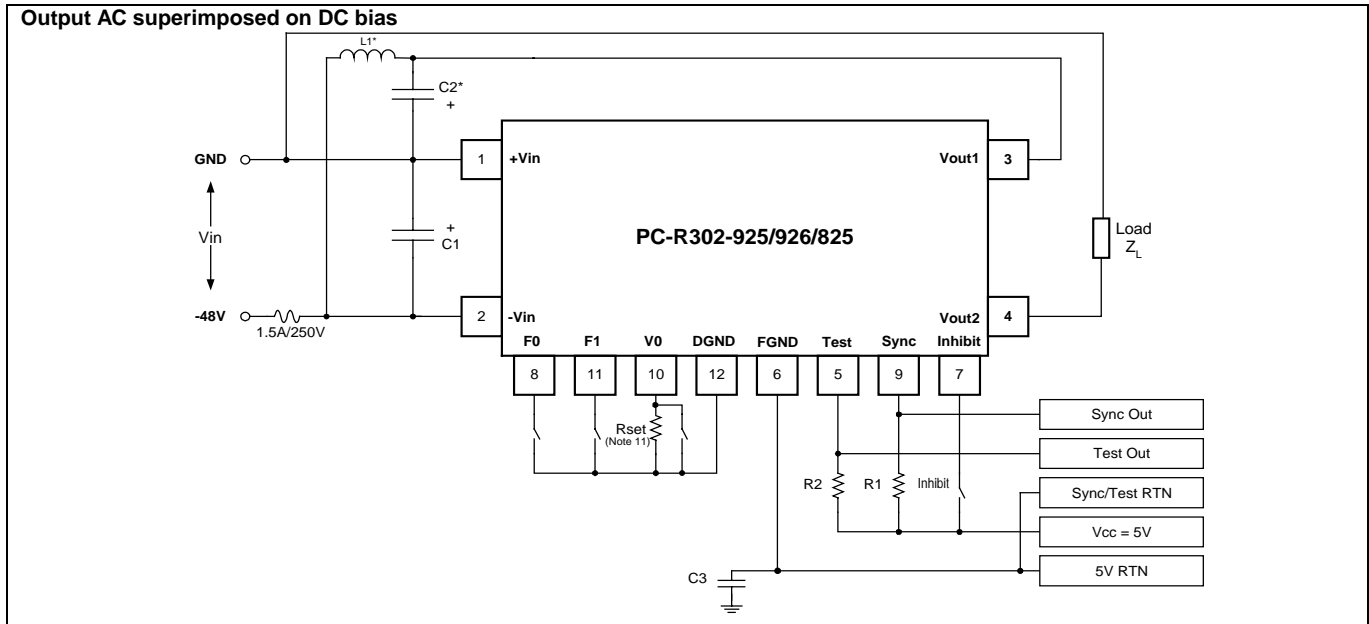 Output AC superimposed on DC bias
L1*
C2*
+
GND
1
+Vin
Vout1
3
Vin
+
C1
PC-R302-925/926/825
Load
Z_L
-48V
1.5A/250V
2
-Vin
Vout2
4
F0 F1 V0 DGND FGND Test Sync Inhibit
8 11 10 12 6 5 9 7
Rset
(Note 11)
Sync Out
Test Out
R2 R1 Inhibit
Sync/Test RTN
Vcc = 5V
C3
5V RTN